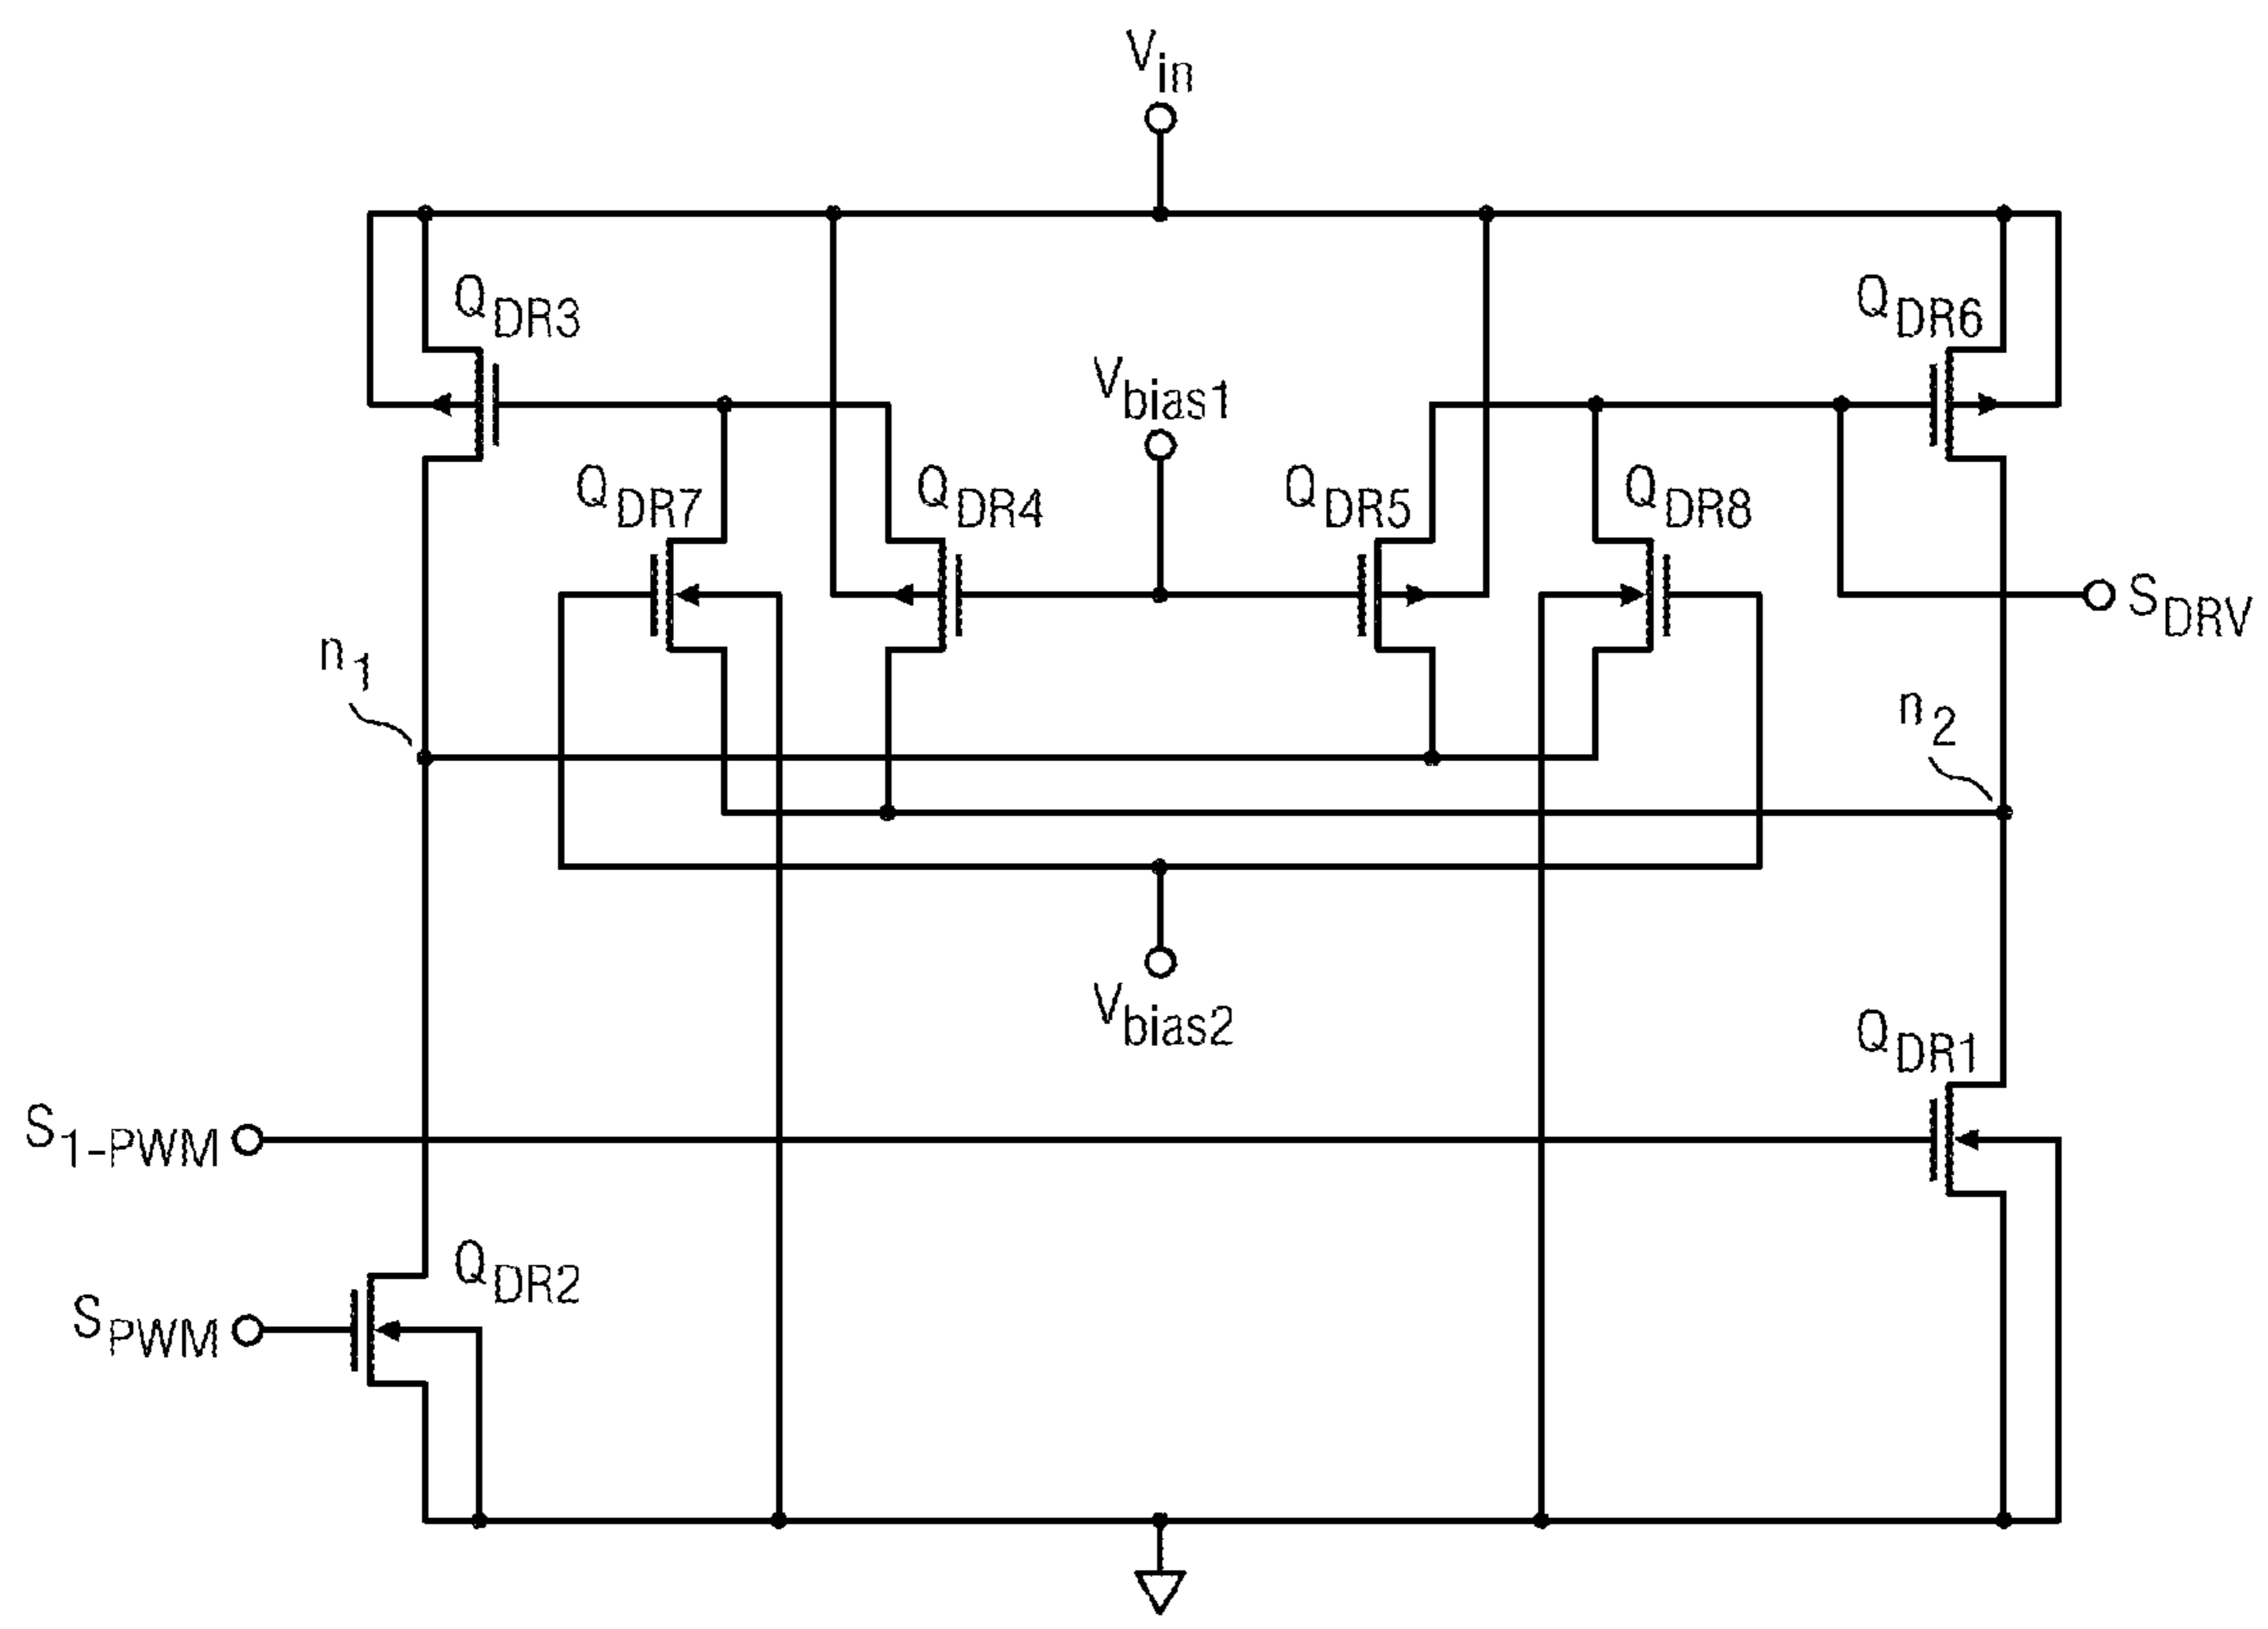 Vin
QDR3
QDR6
Vbias1
QDR7
QDR4
QDR5
QDR8
SDRV
n1
n2
Vbias2
QDR1
S1-PWM
QDR2
SPWM